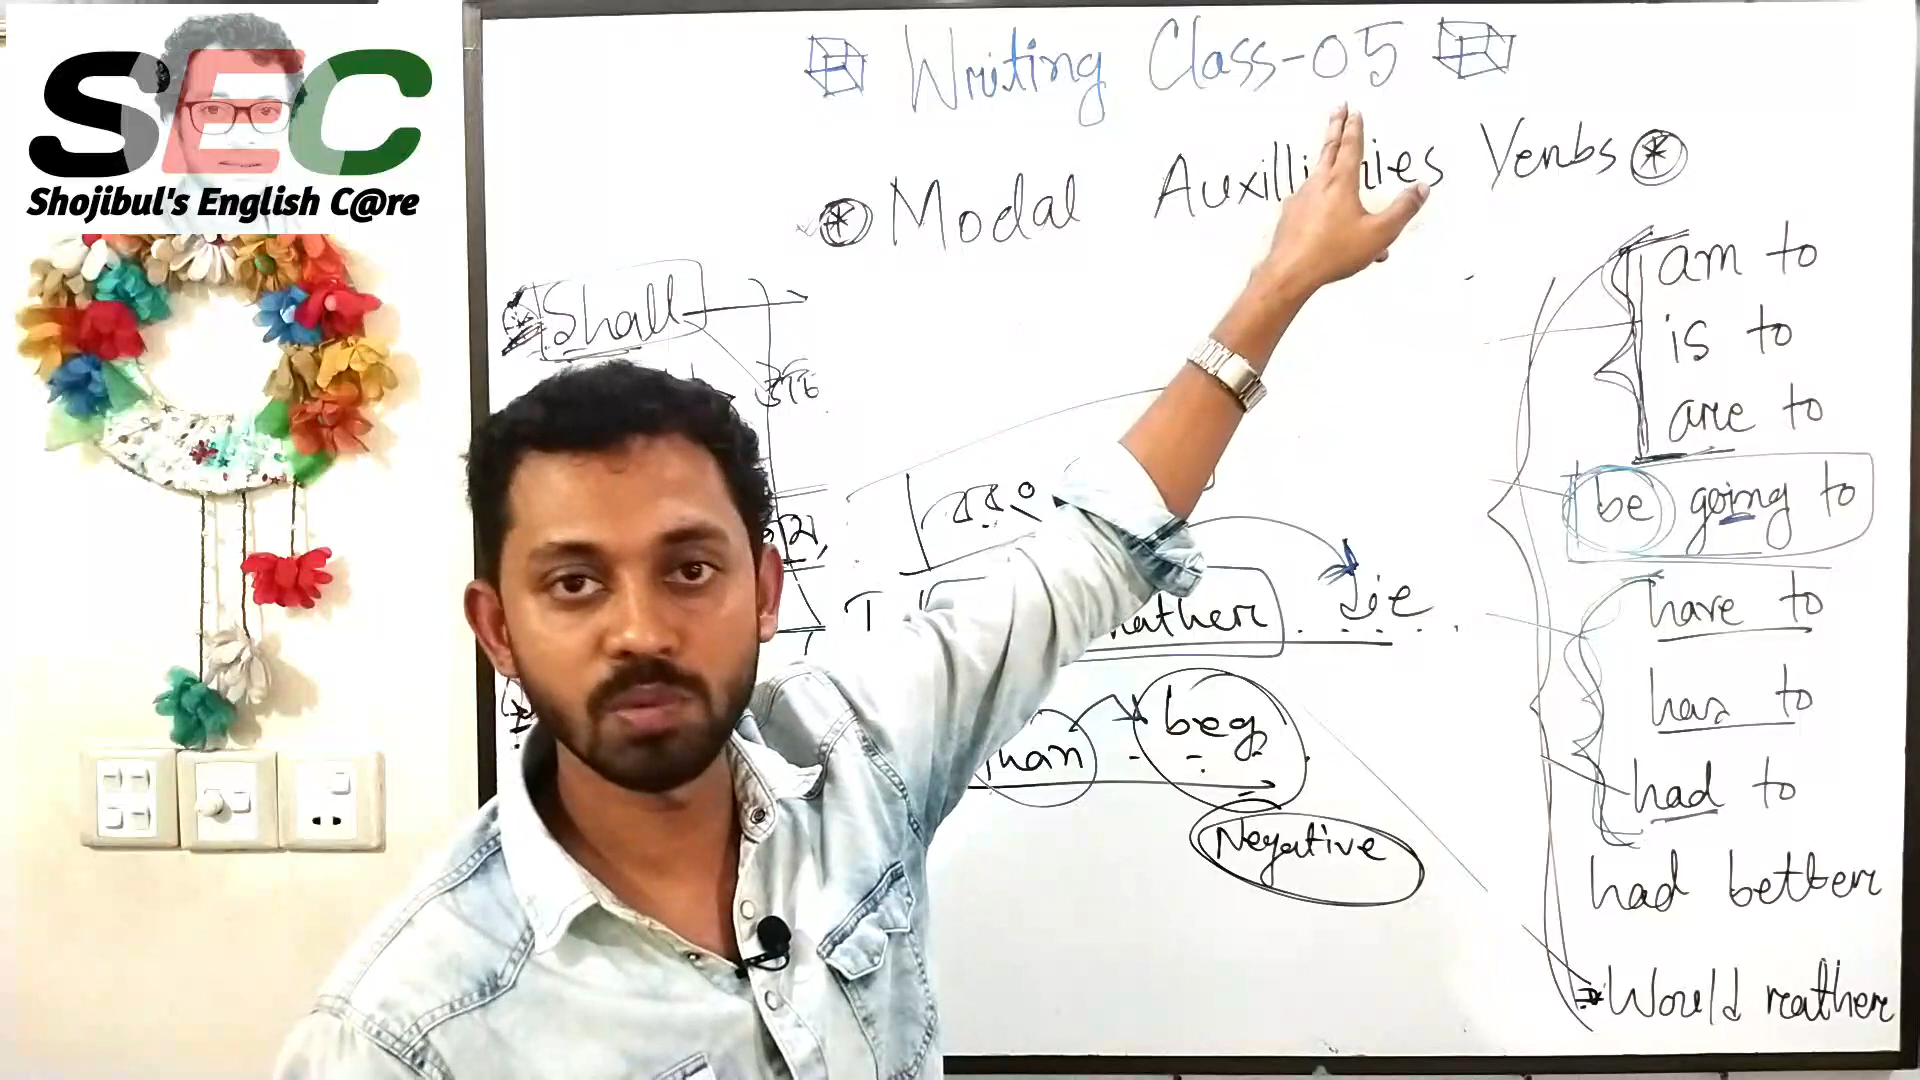 SEC
Shojibul's English C@re
Writing Class-05
Modal Verbs
Shall
am to
is to
are to
be going to
have to
has to
had to
had better
Would rather
rather die
than beg
Negative